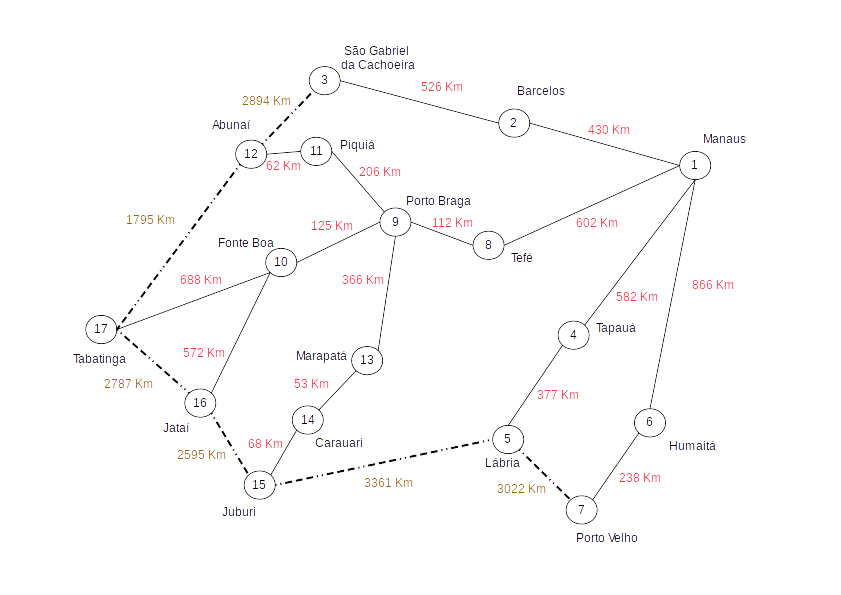 São Gabriel
da Cachoeira
3
526 Km
Barcelos
2894 Km
2
430 Km
Abunaí
Manaus
12
11
Piquiá
1
62 Km
206 Km
Porto Braga
1795 Km
125 Km
9
112 Km
602 Km
Fonte Boa
8
Tefé
10
688 Km
366 Km
866 Km
582 Km
17
4
Tapauá
Tabatinga
572 Km
Marapatá
13
2787 Km
53 Km
377 Km
16
Jataí
14
6
Carauari
Humaitá
2595 Km
68 Km
5
Lábria
15
3361 Km
3022 Km
238 Km
Juburi
7
Porto Velho